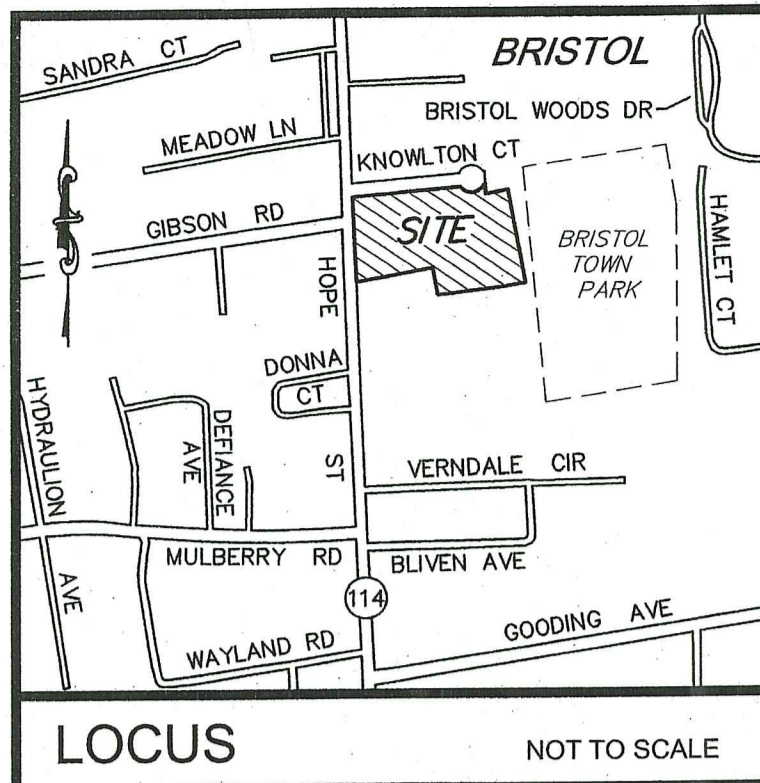 SANDRA CT
BRISTOL
BRISTOL WOODS DR
MEADOW LN
KNOWLTON CT
GIBSON RD
SITE
BRISTOL
TOWN
PARK
HAMLET CT
HOPE
ST
DONNA
CT
HYDRAULION
AVE
DEFIANCE
AVE
VERNDALE CIR
MULBERRY RD
BLIVEN AVE
114
GOODING AVE
WAYLAND RD
LOCUS
NOT TO SCALE